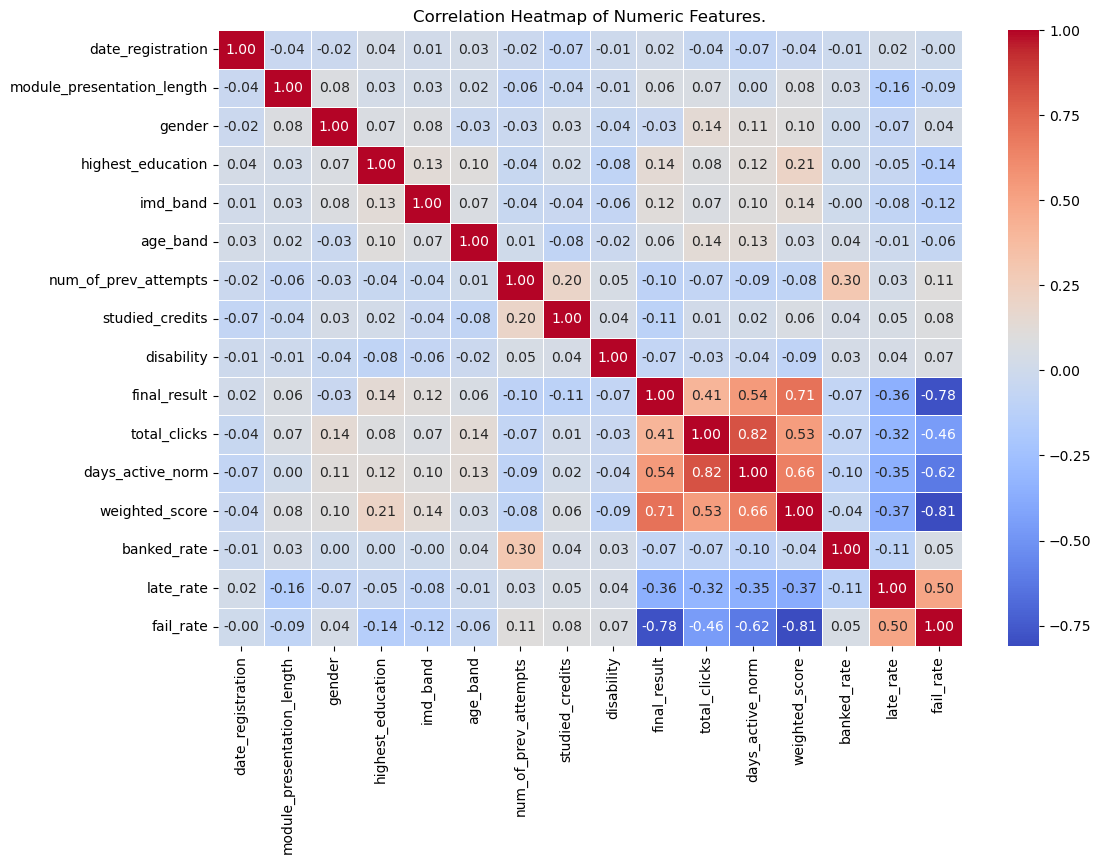 Correlation Heatmap of Numeric Features.
date_registration 1.00 -0.04 -0.02 0.04 0.01 0.03 -0.02 -0.07 -0.01 0.02 -0.04 -0.07 -0.04 -0.01 0.02 -0.00
module_presentation_length -0.04 1.00 0.08 0.03 0.03 0.02 -0.06 -0.04 -0.01 0.06 0.07 0.00 0.08 0.03 -0.16 -0.09
gender -0.02 0.08 1.00 0.07 0.08 -0.03 -0.03 0.03 -0.04 -0.03 0.14 0.11 0.10 0.00 -0.07 0.04
highest_education 0.04 0.03 0.07 1.00 0.13 0.10 -0.04 0.02 -0.08 0.14 0.08 0.12 0.21 0.00 -0.05 -0.14
imd_band 0.01 0.03 0.08 0.13 1.00 0.07 -0.04 -0.04 -0.06 0.12 0.07 0.10 0.14 -0.00 -0.08 -0.12
age_band 0.03 0.02 -0.03 0.10 0.07 1.00 0.01 -0.08 -0.02 0.06 0.14 0.13 0.03 0.04 -0.01 -0.06
num_of_prev_attempts -0.02 -0.06 -0.03 -0.04 -0.04 0.01 1.00 0.20 0.05 -0.10 -0.07 -0.09 -0.08 0.30 0.03 0.11
studied_credits -0.07 -0.04 0.03 0.02 -0.04 -0.08 0.20 1.00 0.04 -0.11 0.01 0.02 0.06 0.04 0.05 0.08
disability -0.01 -0.01 -0.04 -0.08 -0.06 -0.02 0.05 0.04 1.00 -0.07 -0.03 -0.04 -0.09 0.03 0.04 0.07
final_result 0.02 0.06 -0.03 0.14 0.12 0.06 -0.10 -0.11 -0.07 1.00 0.41 0.54 0.71 -0.07 -0.36 -0.78
total_clicks -0.04 0.07 0.14 0.08 0.07 0.14 -0.07 0.01 -0.03 0.41 1.00 0.82 0.53 -0.07 -0.32 -0.46
days_active_norm -0.07 0.00 0.11 0.12 0.10 0.13 -0.09 0.02 -0.04 0.54 0.82 1.00 0.66 -0.10 -0.35 -0.62
weighted_score -0.04 0.08 0.10 0.21 0.14 0.03 -0.08 0.06 -0.09 0.71 0.53 0.66 1.00 -0.04 -0.37 -0.81
banked_rate -0.01 0.03 0.00 0.00 -0.00 0.04 0.30 0.04 0.03 -0.07 -0.07 -0.10 -0.04 1.00 -0.11 0.05
late_rate 0.02 -0.16 -0.07 -0.05 -0.08 -0.01 0.03 0.05 0.04 -0.36 -0.32 -0.35 -0.37 -0.11 1.00 0.50
fail_rate -0.00 -0.09 0.04 -0.14 -0.12 -0.06 0.11 0.08 0.07 -0.78 -0.46 -0.62 -0.81 0.05 0.50 1.00
date_registration
module_presentation_length
gender
highest_education
imd_band
age_band
num_of_prev_attempts
studied_credits
disability
final_result
total_clicks
days_active_norm
weighted_score
banked_rate
late_rate
fail_rate
1.00
0.75
0.50
0.25
0.00
−0.25
−0.50
−0.75